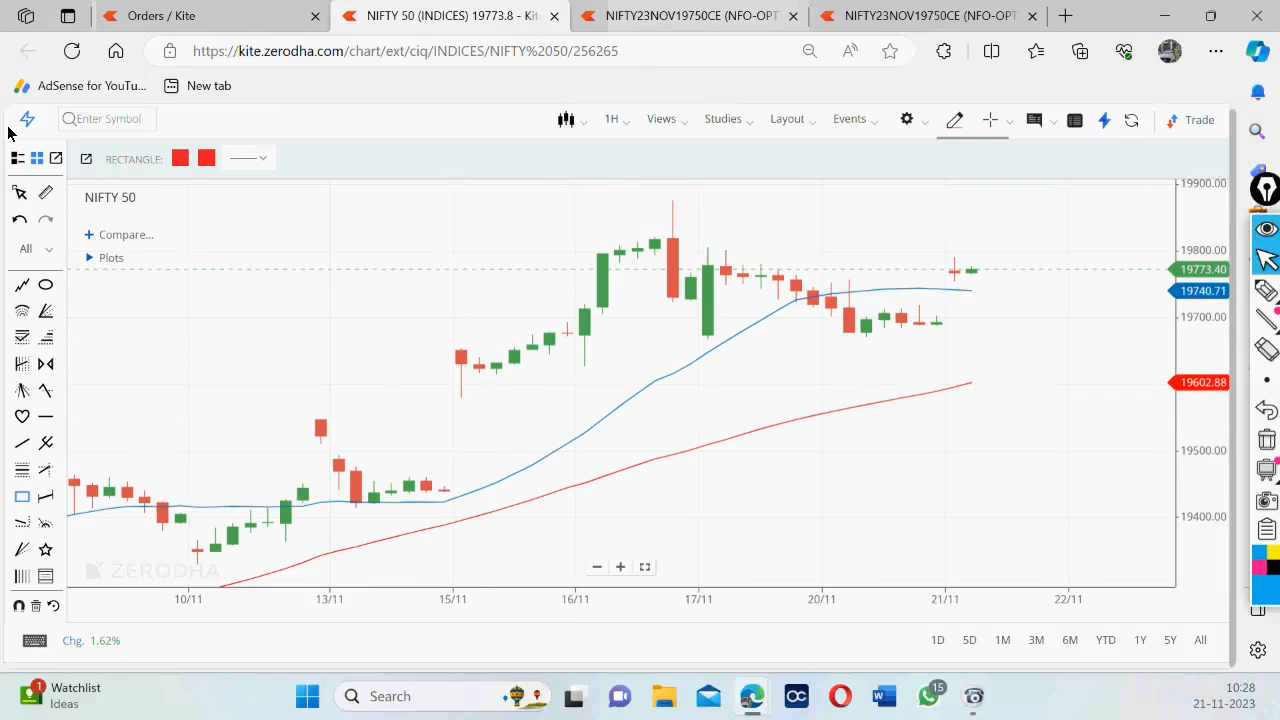 Orders / Kite
NIFTY 50 (INDICES) 19773.8 - Kite
NIFTY23NOV19750CE (NFO-OPT
NIFTY23NOV19750CE (NFO-OPT
https://kite.zerodha.com/chart/ext/ciq/INDICES/NIFTY%2050/256265
AdSense for YouTu...
New tab
Enter Symbol
1H
Views
Studies
Layout
Events
Trade
RECTANGLE:
NIFTY 50
Compare...
Plots
All
19900.00
19800.00
19773.40
19740.71
19700.00
19602.88
19500.00
19400.00
ZERODHA
10/11
13/11
15/11
16/11
17/11
20/11
21/11
22/11
Chg. 1.62%
1D
5D
1M
3M
6M
YTD
1Y
5Y
All
1
Watchlist
Ideas
Search
OC
15
10:28
21-11-2023